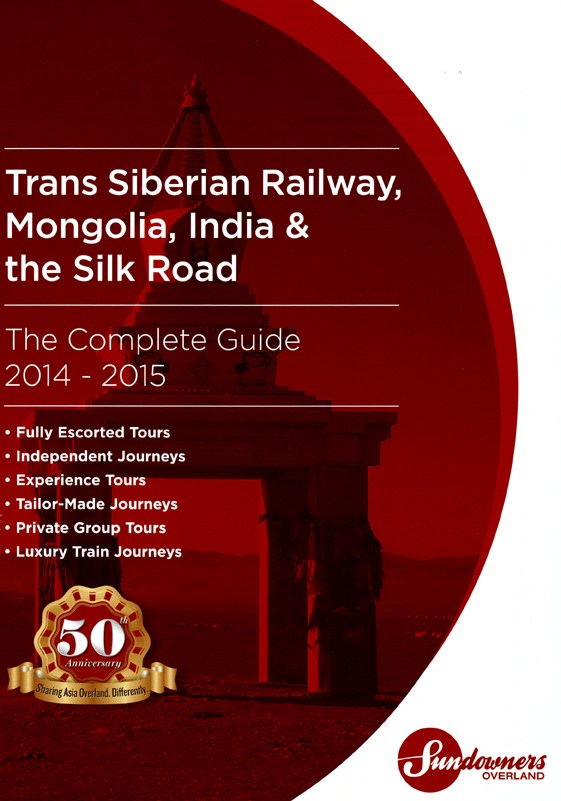 Trans Siberian Railway,
Mongolia, India &
the Silk Road
The Complete Guide
2014 - 2015
• Fully Escorted Tours
• Independent Journeys
• Experience Tours
• Tailor-Made Journeys
• Private Group Tours
• Luxury Train Journeys
50th
Anniversary
Sharing Asia Overland. Differently.
Sundowners
OVERLAND